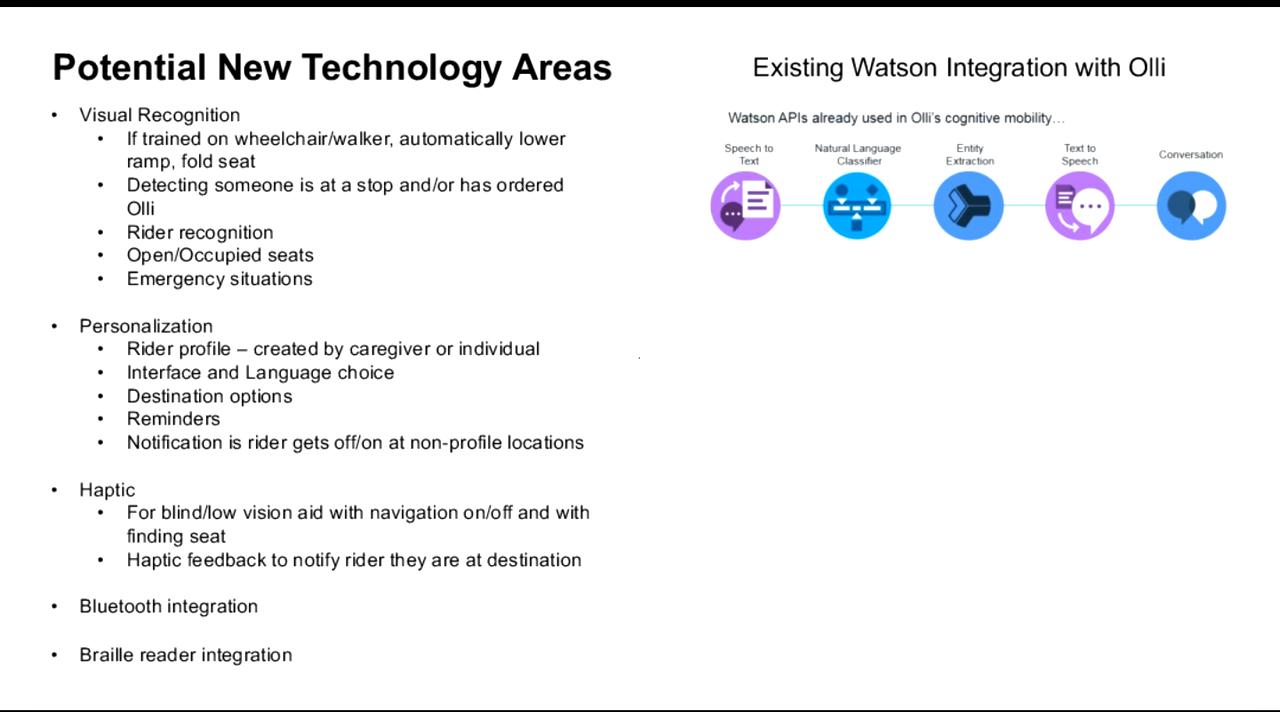 Potential New Technology Areas
• Visual Recognition
• If trained on wheelchair/walker, automatically lower
ramp, fold seat
• Detecting someone is at a stop and/or has ordered
Olli
• Rider recognition
• Open/Occupied seats
• Emergency situations
• Personalization
• Rider profile – created by caregiver or individual
• Interface and Language choice
• Destination options
• Reminders
• Notification is rider gets off/on at non-profile locations
• Haptic
• For blind/low vision aid with navigation on/off and with
finding seat
• Haptic feedback to notify rider they are at destination
• Bluetooth integration
• Braille reader integration
Existing Watson Integration with Olli
Watson APIs already used in Olli's cognitive mobility…
Speech to
Text
Natural Language
Classifier
Entity
Extraction
Text to
Speech
Conversation